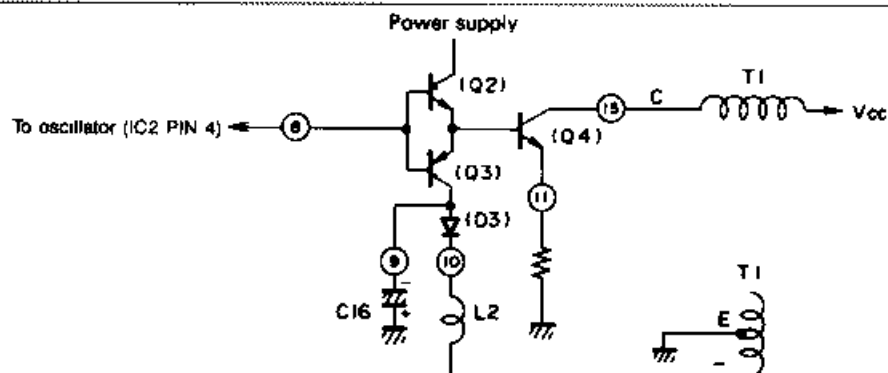 Power supply
(Q2)
T1
15
C
Vcc
To oscillator (IC2 PIN 4)
6
(Q4)
(Q3)
11
(D3)
9
10
T1
C16
-
+
L2
E
-